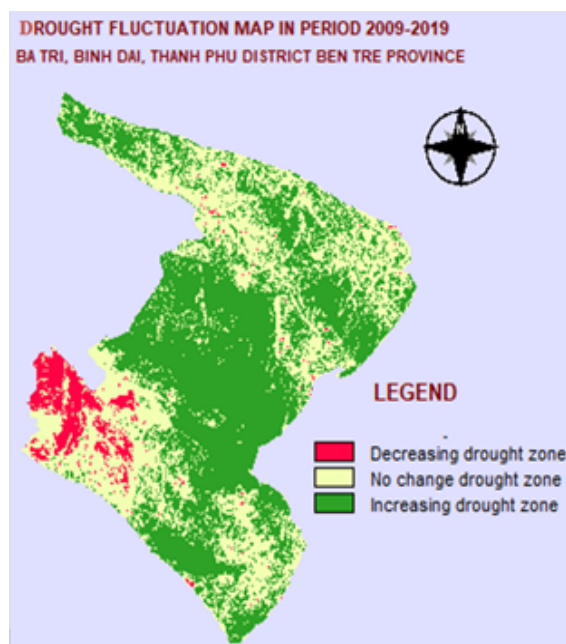 DROUGHT FLUCTUATION MAP IN PERIOD 2009-2019
BA TRI, BINH DAI, THANH PHU DISTRICT BEN TRE PROVINCE
N
LEGEND
Decreasing drought zone
No change drought zone
Increasing drought zone